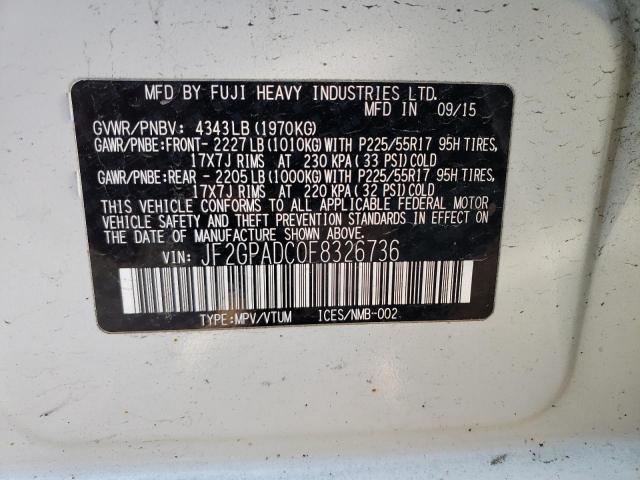 MFD BY FUJI HEAVY INDUSTRIES LTD.
MFD IN 09/15
GVWR/PNBV: 4343LB (1970KG)
GAWR/PNBE:FRONT- 2227LB (1010KG)WITH P225/55R17 95H TIRES,
17X7J RIMS AT 230 KPA (33 PSI)COLD
GAWR/PNBE:REAR - 2205LB (1000KG)WITH P225/55R17 95H TIRES,
17X7J RIMS AT 220 KPA (32 PSI)COLD
THIS VEHICLE CONFORMS TO ALL APPLICABLE FEDERAL MOTOR
VEHICLE SAFETY AND THEFT PREVENTION STANDARDS IN EFFECT ON
THE DATE OF MANUFACTURE SHOWN ABOVE.
VIN: JF2GPADC0F8326736
TYPE:MPV/VTUM ICES/NMB-002